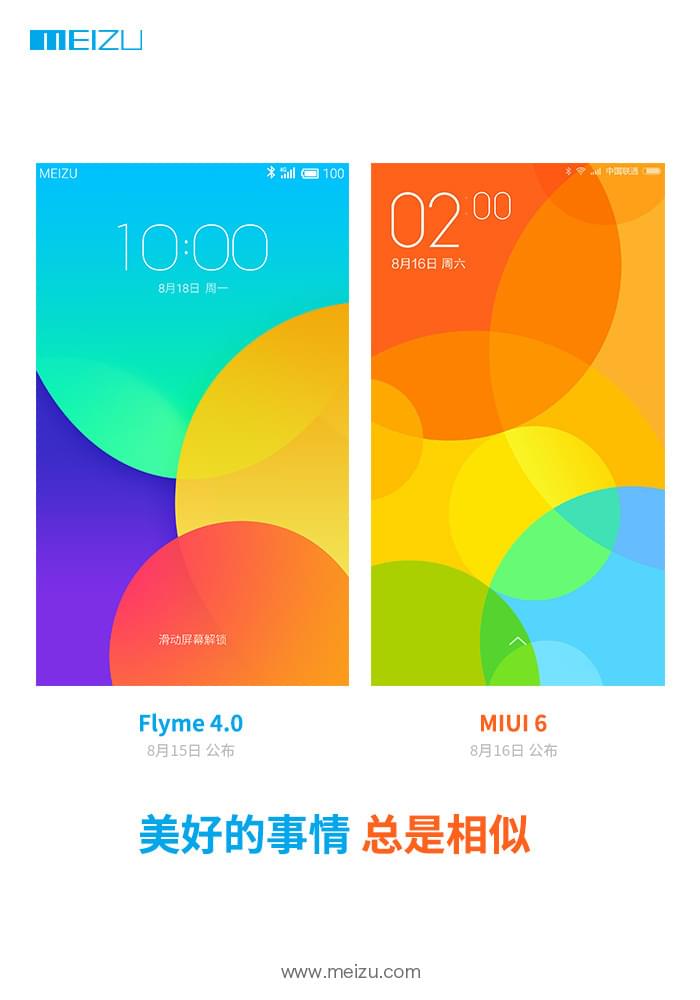 MEIZU
MEIZU 4G 100
10:00
8月18日 周一
滑动屏幕解锁
中国联通
02:00
8月16日 周六
Flyme 4.0
8月15日 公布
MIUI 6
8月16日 公布
美好的事情 总是相似
www.meizu.com